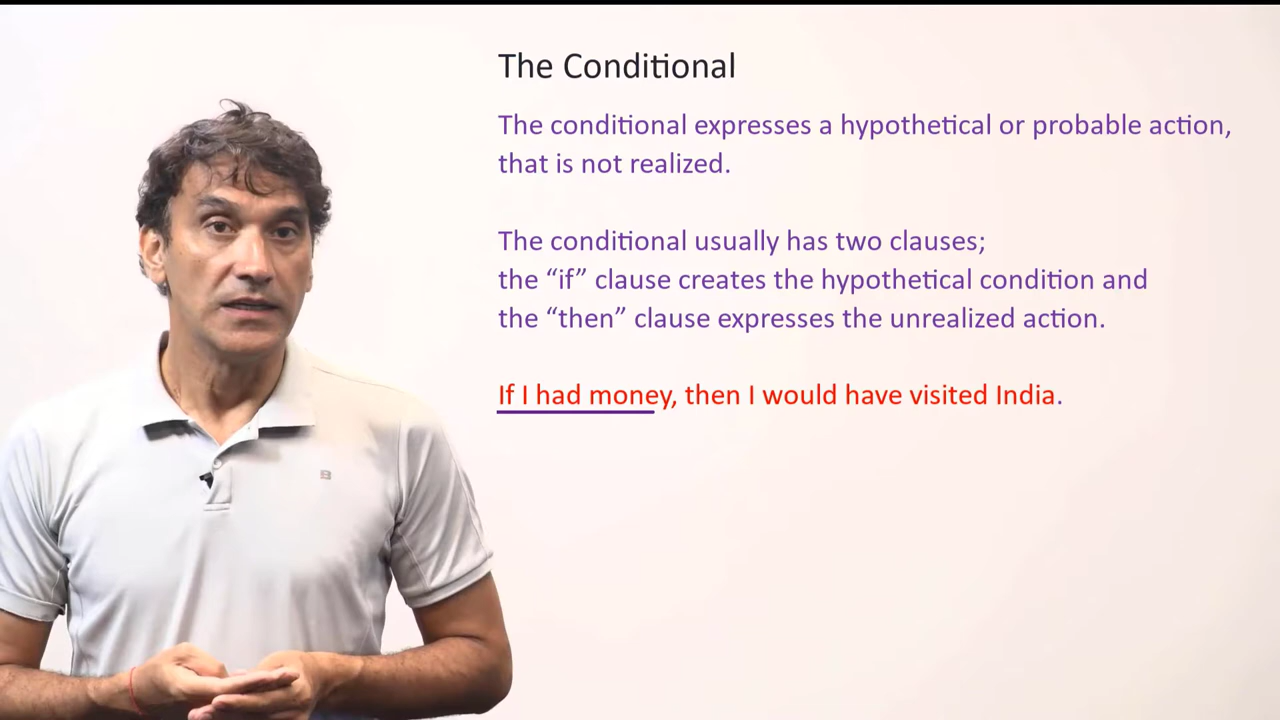 The Conditional
The conditional expresses a hypothetical or probable action,
that is not realized.
The conditional usually has two clauses;
the “if” clause creates the hypothetical condition and
the “then” clause expresses the unrealized action.
If I had money, then I would have visited India.
B